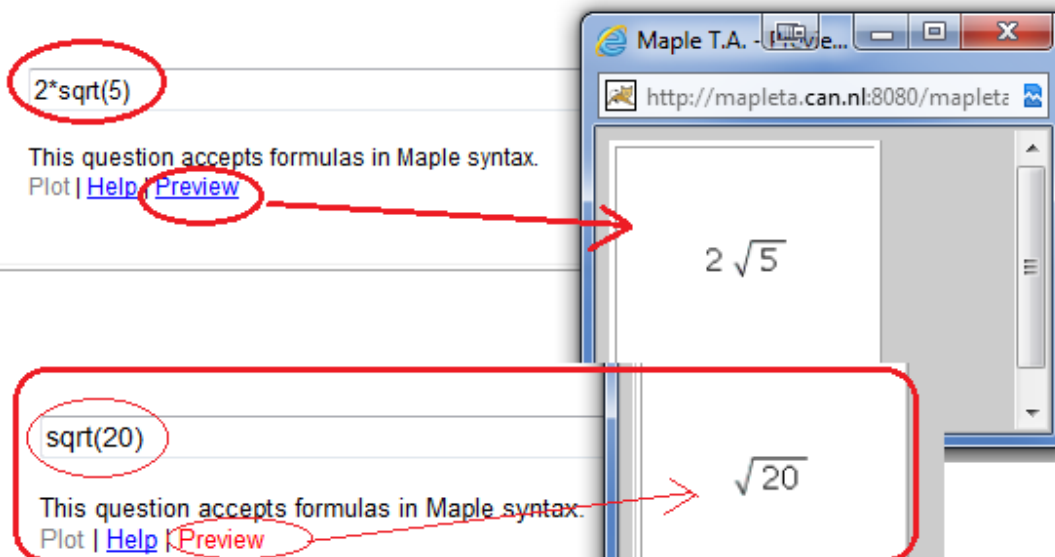 Maple T.A. - Previe...
http://mapleta.can.nl:8080/mapleta
2*sqrt(5)
This question accepts formulas in Maple syntax.
Plot | Help | Preview
2 √5
sqrt(20)
This question accepts formulas in Maple syntax.
Plot | Help | Preview
√20